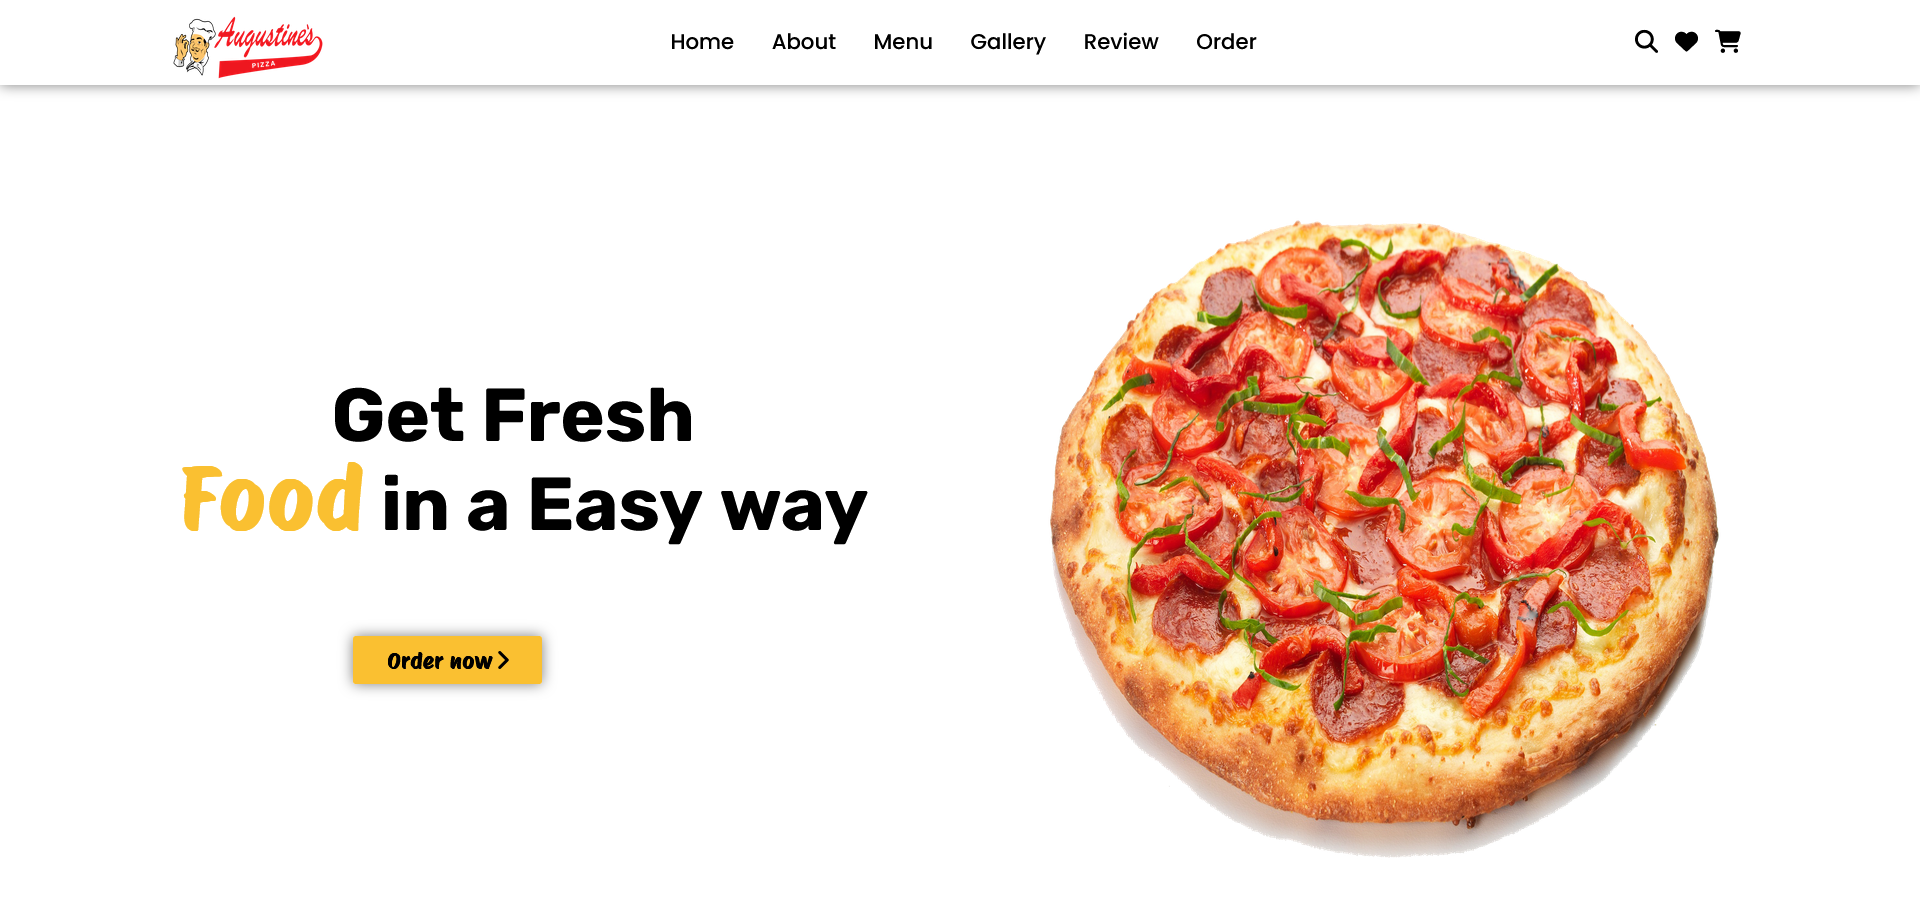 Augustine's
PIZZA
Home
About
Menu
Gallery
Review
Order
Get Fresh
Food in a Easy way
Order now